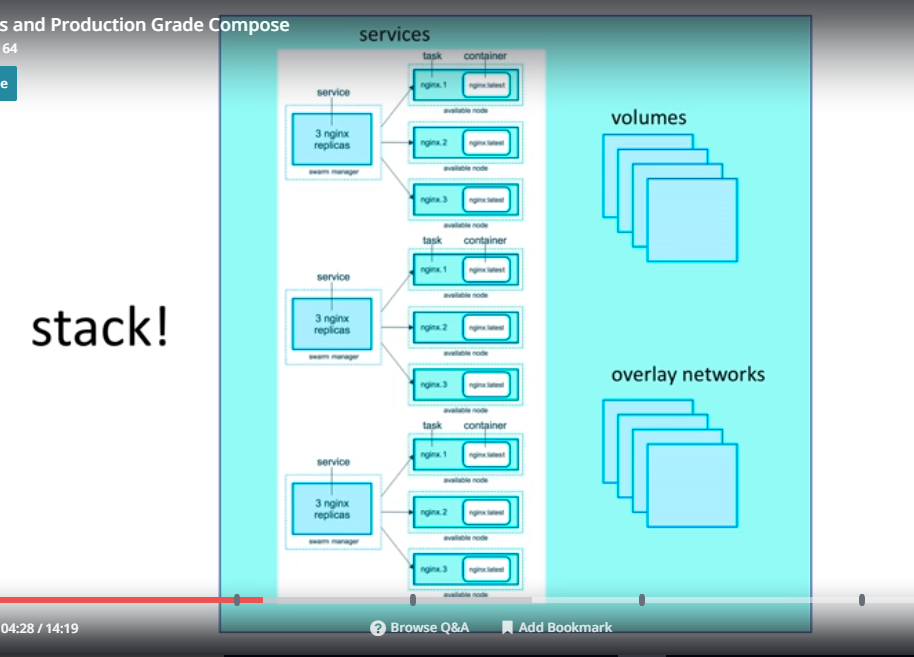 s and Production Grade Compose
64
e
stack!
services
task container
service
3 nginx
replicas
swarm manager
nginx.1 nginx:latest
available node
nginx.2 nginx:latest
available node
nginx.3 nginx:latest
available node
task container
service
3 nginx
replicas
swarm manager
nginx.1 nginx:latest
available node
nginx.2 nginx:latest
available node
nginx.3 nginx:latest
available node
task container
service
3 nginx
replicas
swarm manager
nginx.1 nginx:latest
available node
nginx.2 nginx:latest
available node
nginx.3 nginx:latest
available node
volumes
overlay networks
04:28 / 14:19
? Browse Q&A
Add Bookmark